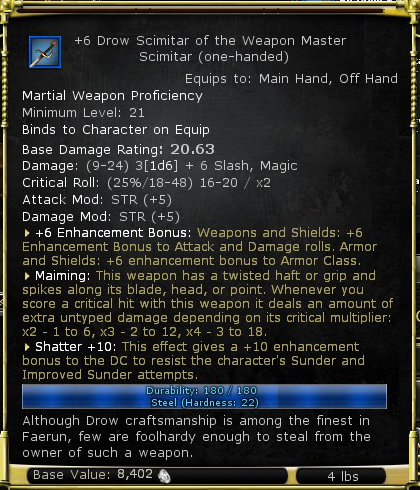 +6 Drow Scimitar of the Weapon Master
Scimitar (one-handed)
Equips to: Main Hand, Off Hand
Martial Weapon Proficiency
Minimum Level: 21
Binds to Character on Equip
Base Damage Rating: 20.63
Damage: (9-24) 3[1d6] + 6 Slash, Magic
Critical Roll: (25%/18-48) 16-20 / x2
Attack Mod: STR (+5)
Damage Mod: STR (+5)
+6 Enhancement Bonus: Weapons and Shields: +6
Enhancement Bonus to Attack and Damage rolls. Armor
and Shields: +6 enhancement bonus to Armor Class.
Maiming: This weapon has a twisted haft or grip and
spikes along its blade, head, or point. Whenever you
score a critical hit with this weapon it deals an amount of
extra untyped damage depending on its critical multiplier:
x2 - 1 to 6, x3 - 2 to 12, x4 - 3 to 18.
Shatter +10: This effect gives a +10 enhancement
bonus to the DC to resist the character's Sunder and
Improved Sunder attempts.
Durability: 180 / 180
Steel (Hardness: 22)
Although Drow craftsmanship is among the finest in
Faerun, few are foolhardy enough to steal from the
owner of such a weapon.
Base Value: 8,402
4 lbs